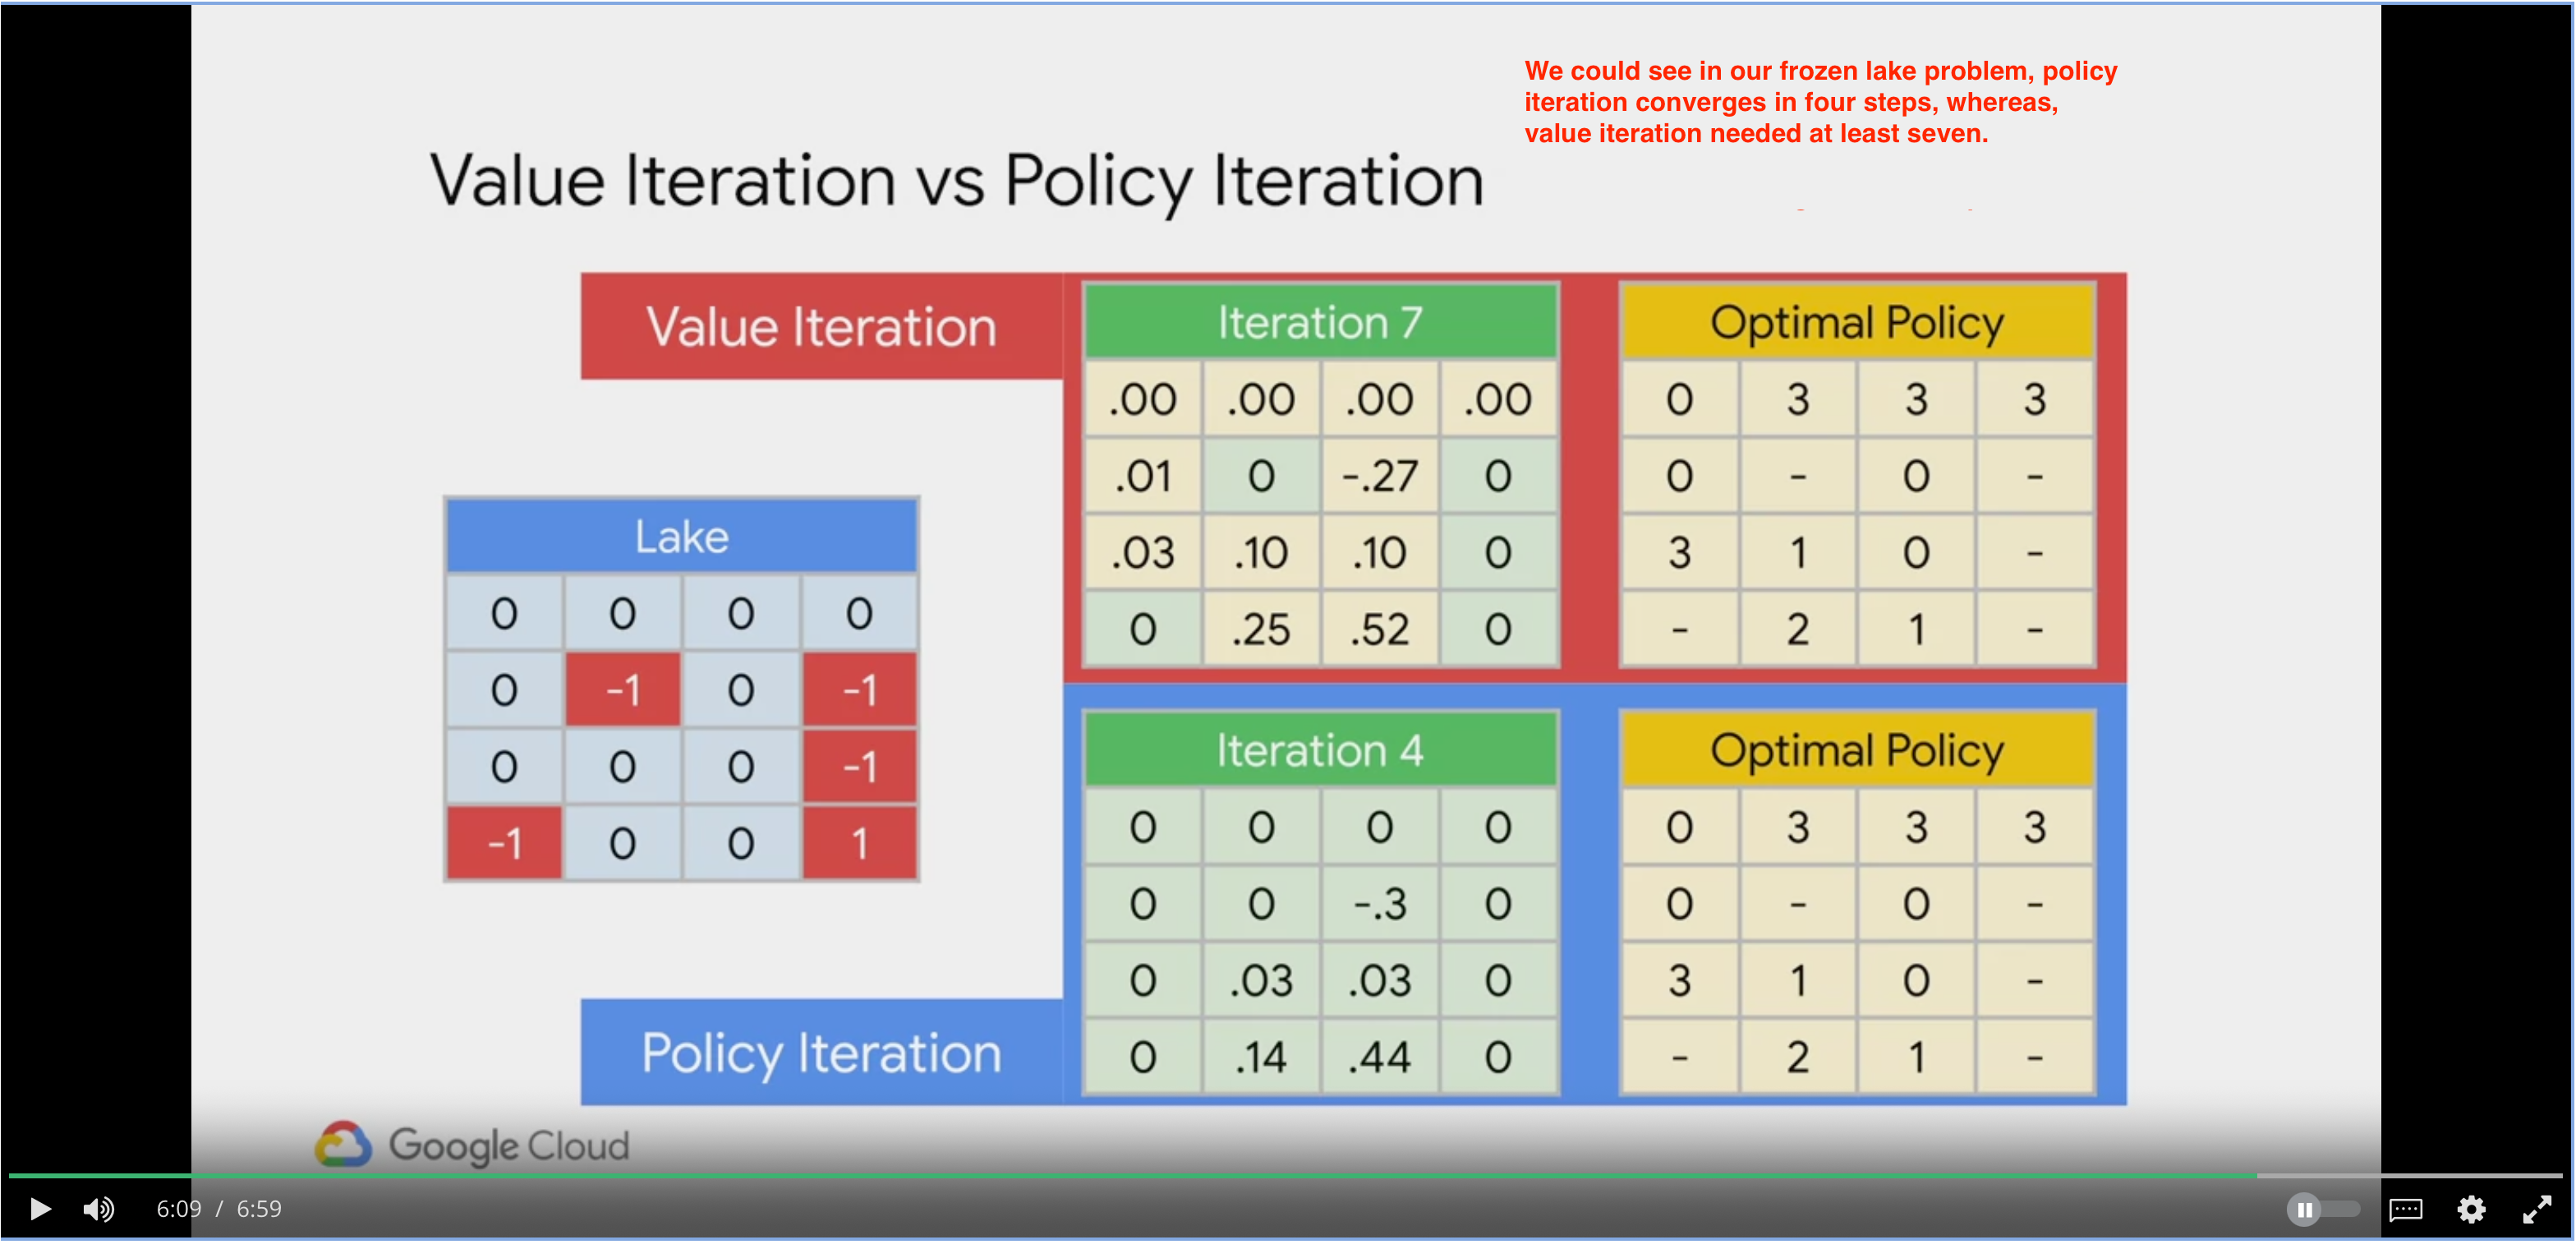 We could see in our frozen lake problem, policy
iteration converges in four steps, whereas,
value iteration needed at least seven.
Value Iteration vs Policy Iteration
Value Iteration
Iteration 7
.00 .00 .00 .00
.01 0 -.27 0
.03 .10 .10 0
0 .25 .52 0
Optimal Policy
0 3 3 3
0 - 0 -
3 1 0 -
- 2 1 -
Lake
0 0 0 0
0 -1 0 -1
0 0 0 -1
-1 0 0 1
Policy Iteration
Iteration 4
0 0 0 0
0 0 -.3 0
0 .03 .03 0
0 .14 .44 0
Optimal Policy
0 3 3 3
0 - 0 -
3 1 0 -
- 2 1 -
Google Cloud
6:09 / 6:59